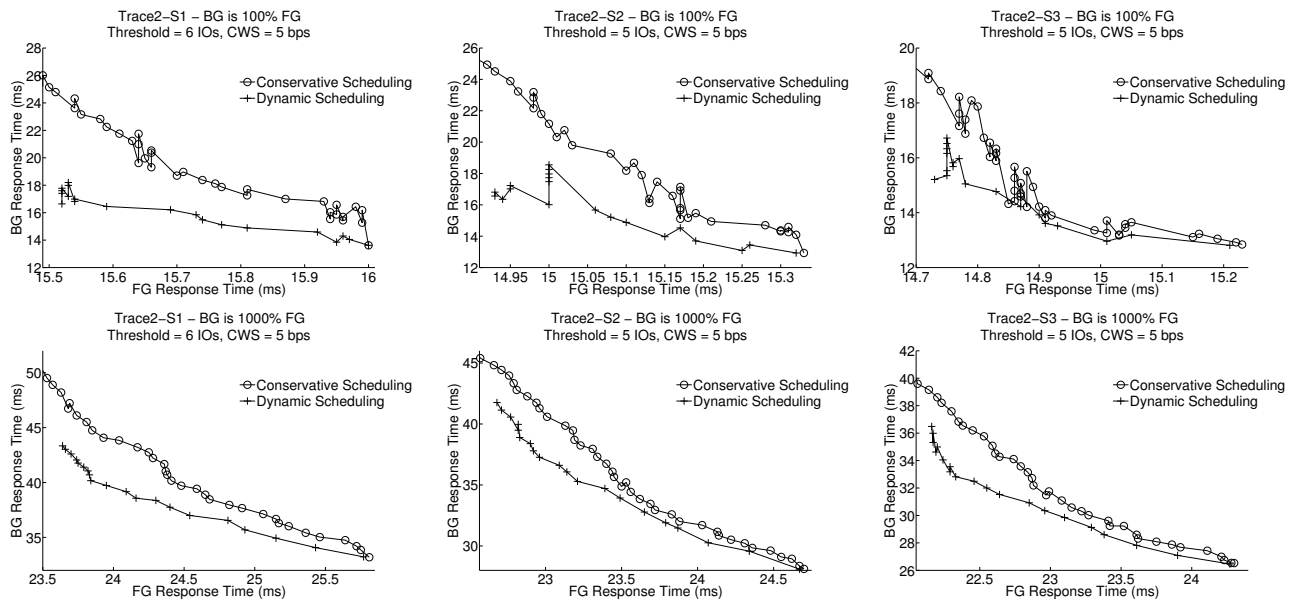 Trace2−S1 − BG is 100% FG
Threshold = 6 IOs, CWS = 5 bps
28
26
24
22
20
18
16
14
12
BG Response Time (ms)
Conservative Scheduling
Dynamic Scheduling
15.5 15.6 15.7 15.8 15.9 16
FG Response Time (ms)
Trace2−S2 − BG is 100% FG
Threshold = 5 IOs, CWS = 5 bps
26
24
22
20
18
16
14
12
BG Response Time (ms)
Conservative Scheduling
Dynamic Scheduling
14.95 15 15.05 15.1 15.15 15.2 15.25 15.3
FG Response Time (ms)
Trace2−S3 − BG is 100% FG
Threshold = 5 IOs, CWS = 5 bps
20
18
16
14
12
BG Response Time (ms)
Conservative Scheduling
Dynamic Scheduling
14.7 14.8 14.9 15 15.1 15.2
FG Response Time (ms)
Trace2−S1 − BG is 1000% FG
Threshold = 6 IOs, CWS = 5 bps
50
45
40
35
BG Response Time (ms)
Conservative Scheduling
Dynamic Scheduling
23.5 24 24.5 25 25.5
FG Response Time (ms)
Trace2−S2 − BG is 1000% FG
Threshold = 5 IOs, CWS = 5 bps
45
40
35
30
BG Response Time (ms)
Conservative Scheduling
Dynamic Scheduling
23 23.5 24 24.5
FG Response Time (ms)
Trace2−S3 − BG is 1000% FG
Threshold = 5 IOs, CWS = 5 bps
42
40
38
36
34
32
30
28
26
BG Response Time (ms)
Conservative Scheduling
Dynamic Scheduling
22.5 23 23.5 24
FG Response Time (ms)